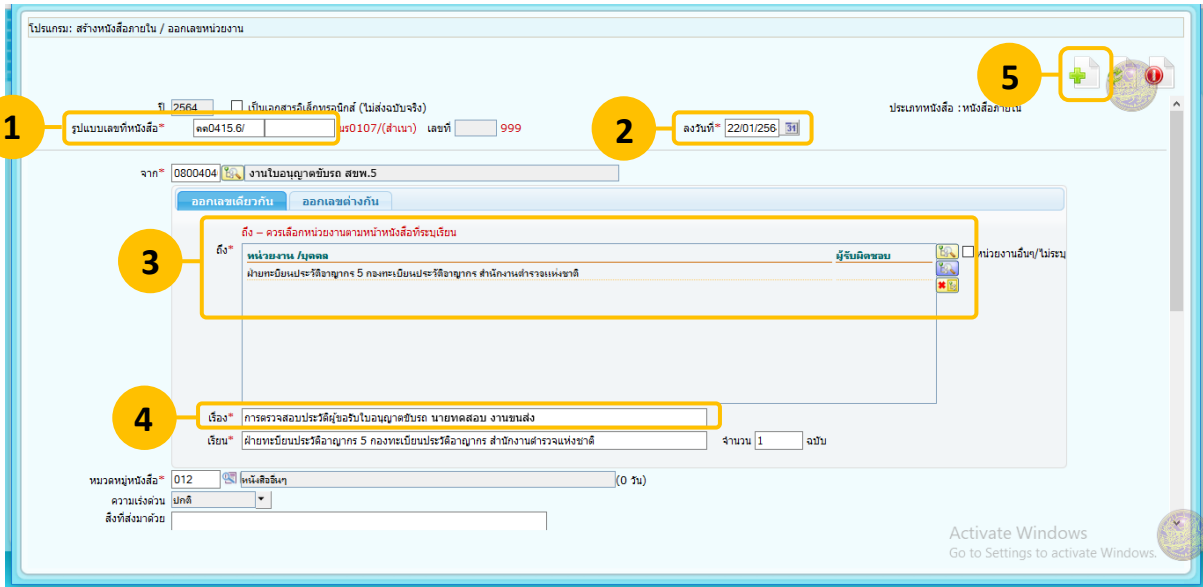 โปรแกรม: สร้างหนังสือภายใน / ออกเลขหน่วยงาน
5
ปี 2564 เป็นเอกสารอิเล็กทรอนิกส์ (ไม่ส่งฉบับจริง) ประเภทหนังสือ :หนังสือภายใน
1 รูปแบบเลขที่หนังสือ* คค0415.6/ นร0107/(สำเนา) เลขที่ 999 2 ลงวันที่* 22/01/256 31
จาก* 0800404 งานใบอนุญาตขับรถ สขพ.5
ออกเลขเดียวกัน ออกเลขต่างกัน
ถึง – ควรเลือกหน่วยงานตามหน้าหนังสือที่ระบุเรียน
3 ถึง* หน่วยงาน /บุคคล ผู้รับผิดชอบ หน่วยงานอื่นๆ/ไม่ระบุ
ฝ่ายทะเบียนประวัติอาญากร 5 กองทะเบียนประวัติอาญากร สำนักงานตำรวจแห่งชาติ
4 เรื่อง* การตรวจสอบประวัติผู้ขอรับใบอนุญาตขับรถ นายทดสอบ งานขนส่ง
เรียน* ฝ่ายทะเบียนประวัติอาญากร 5 กองทะเบียนประวัติอาญากร สำนักงานตำรวจแห่งชาติ จำนวน 1 ฉบับ
หมวดหมู่หนังสือ* 012 หนังสืออื่นๆ (0 วัน)
ความเร่งด่วน ปกติ
สิ่งที่ส่งมาด้วย
Activate Windows
Go to Settings to activate Windows.